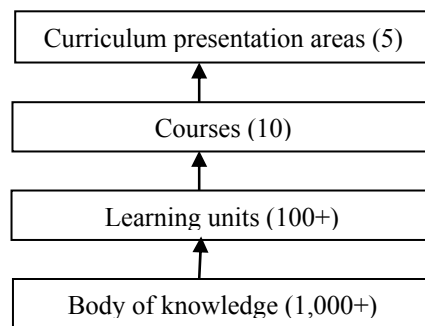 Curriculum presentation areas (5)
Courses (10)
Learning units (100+)
Body of knowledge (1,000+)